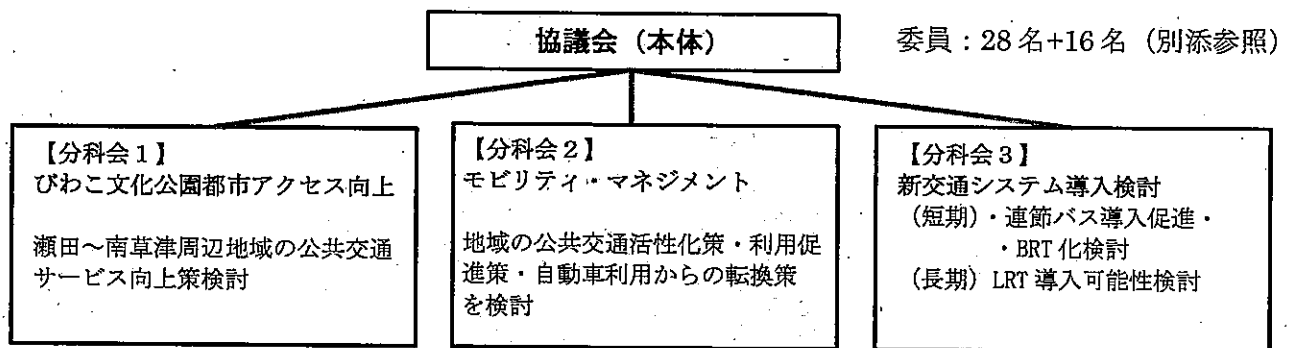 協議会（本体）
委員：28名+16名（別添参照）
【分科会１】
びわこ文化公園都市アクセス向上
瀬田～南草津周辺地域の公共交通
サービス向上策検討
【分科会２】
モビリティ・マネジメント
地域の公共交通活性化策・利用促
進策・自動車利用からの転換策
を検討
【分科会３】
新交通システム導入検討
（短期）・連節バス導入促進・
・BRT化検討
（長期）LRT導入可能性検討